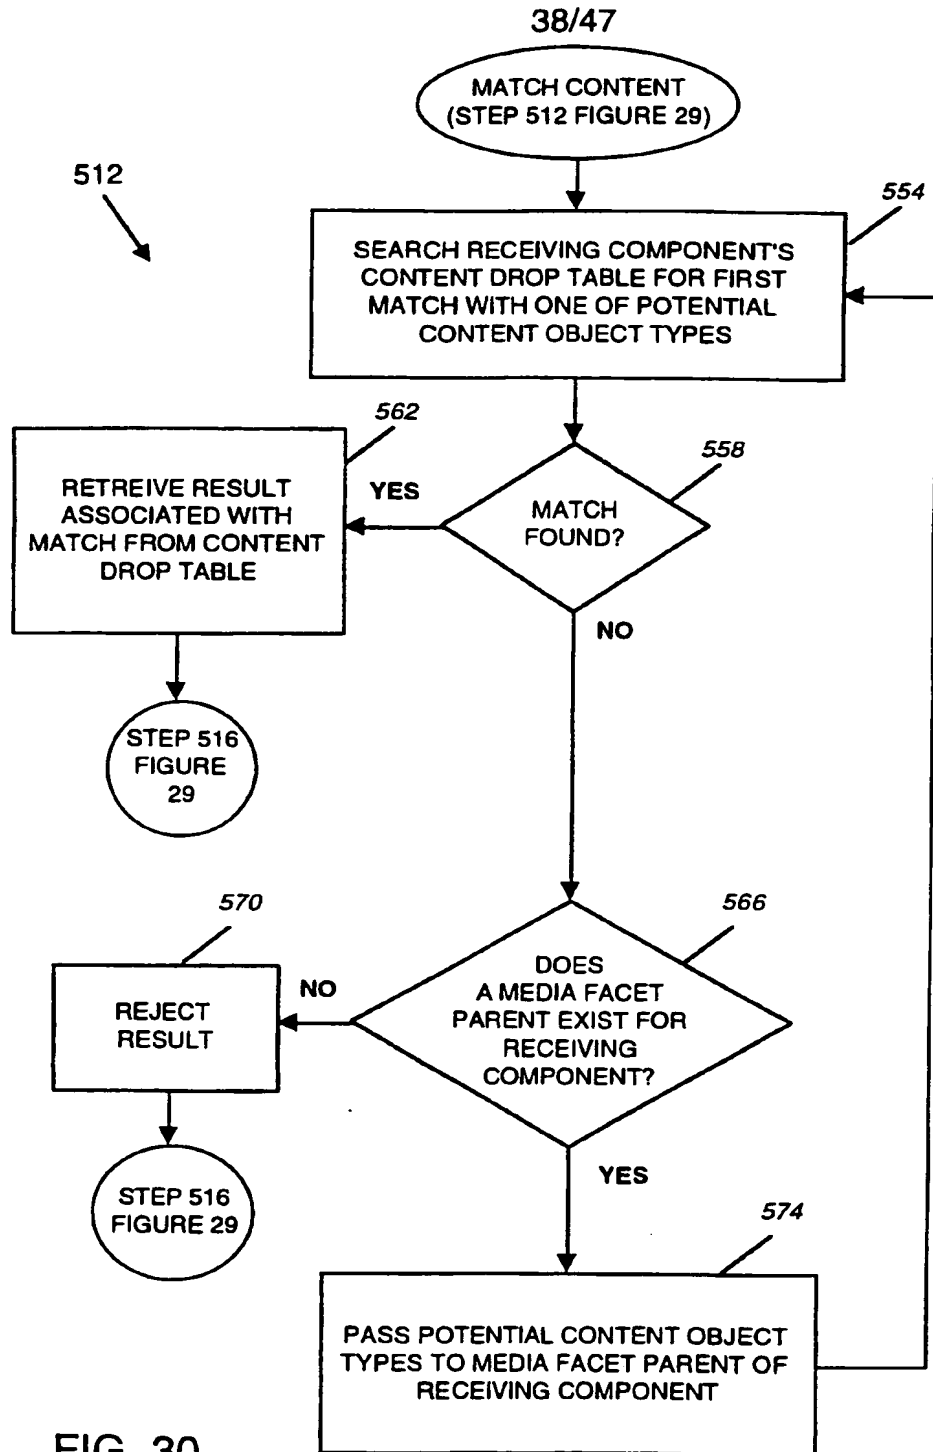 38/47
MATCH CONTENT
(STEP 512 FIGURE 29)
512
554
SEARCH RECEIVING COMPONENT'S
CONTENT DROP TABLE FOR FIRST
MATCH WITH ONE OF POTENTIAL
CONTENT OBJECT TYPES
562
558
RETREIVE RESULT
ASSOCIATED WITH
MATCH FROM CONTENT
DROP TABLE
YES
MATCH
FOUND?
NO
STEP 516
FIGURE
29
570
566
REJECT
RESULT
NO
DOES
A MEDIA FACET
PARENT EXIST FOR
RECEIVING
COMPONENT?
STEP 516
FIGURE 29
YES
574
PASS POTENTIAL CONTENT OBJECT
TYPES TO MEDIA FACET PARENT OF
RECEIVING COMPONENT
FIG. 30